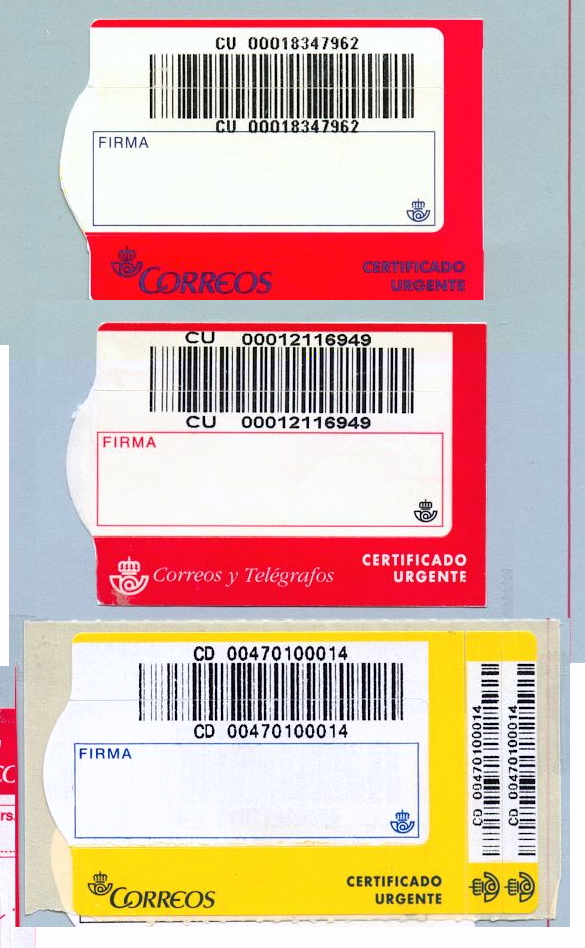 CU 00018347962
CU 00018347962
FIRMA
CORREOS
CERTIFICADO
URGENTE
CU 00012116949
CU 00012116949
FIRMA
Correos y Telégrafos
CERTIFICADO
URGENTE
CD 00470100014
CD 00470100014
FIRMA
CORREOS
CERTIFICADO
URGENTE
CD 00470100014
CD 00470100014